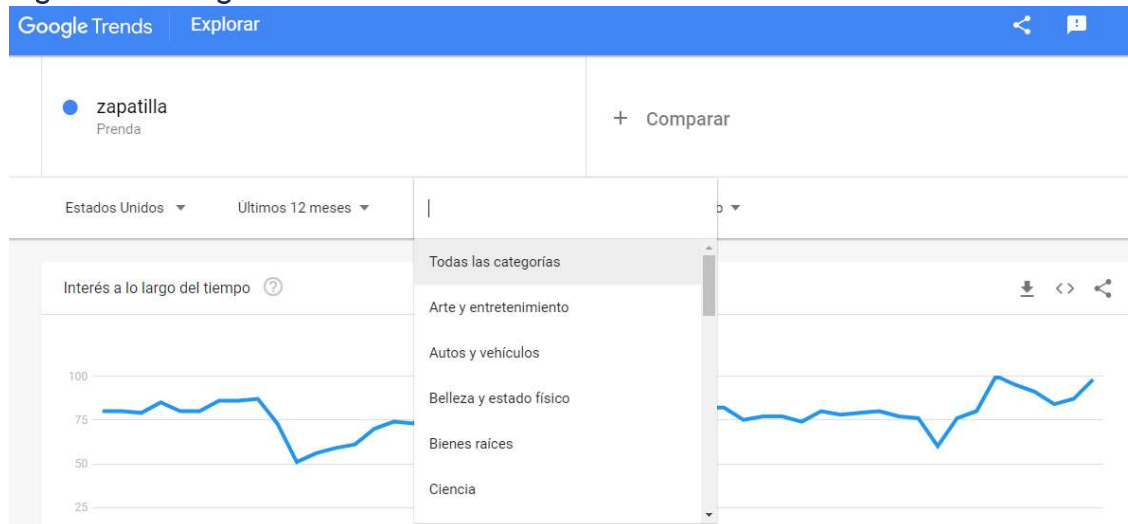 Google Trends Explorar
zapatilla
Prenda
+ Comparar
Estados Unidos
Últimos 12 meses
Todas las categorías
Arte y entretenimiento
Autos y vehículos
Belleza y estado físico
Bienes raíces
Ciencia
Interés a lo largo del tiempo
100
75
50
25